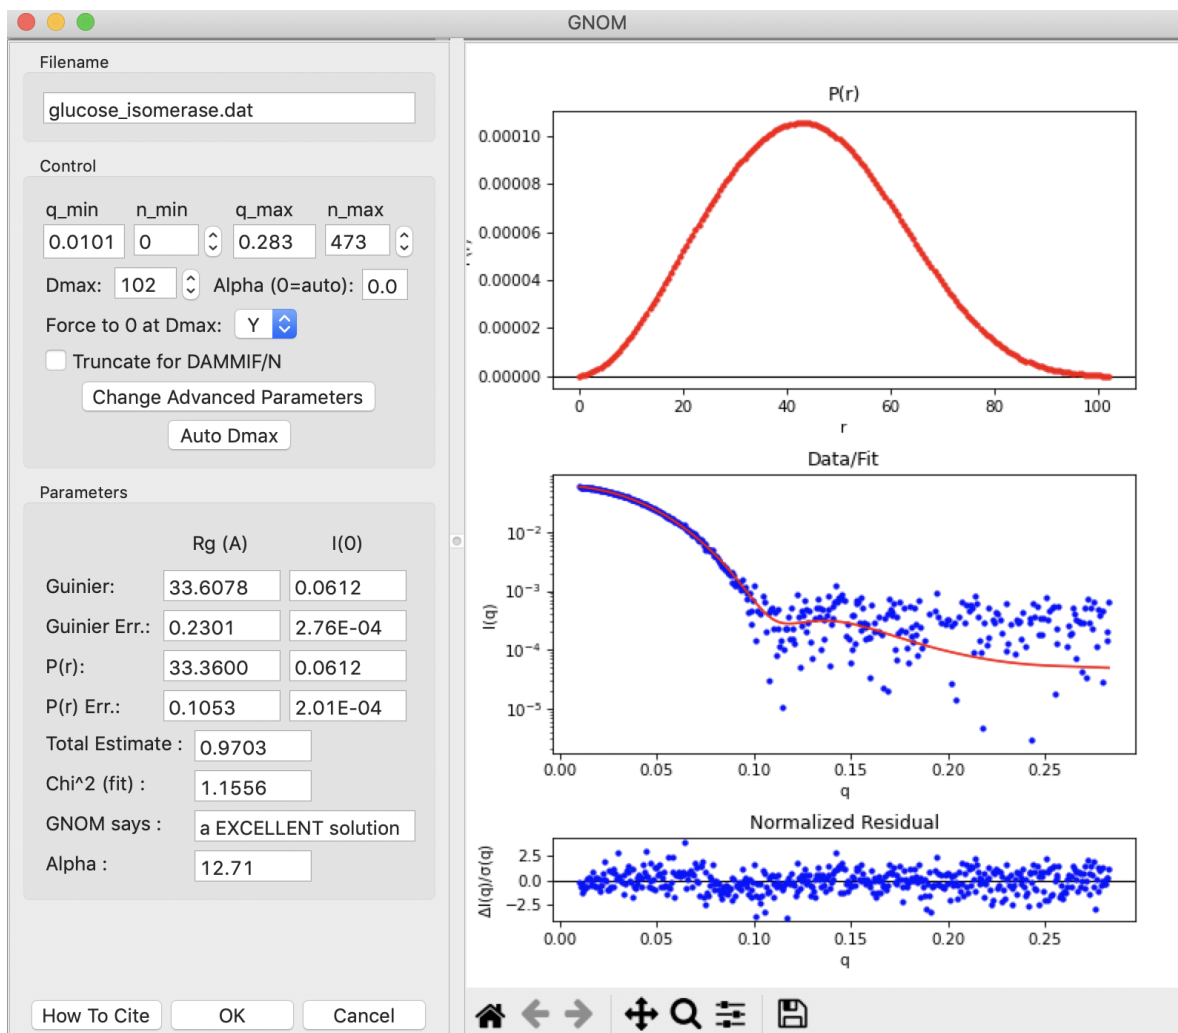 GNOM
Filename
glucose_isomerase.dat
Control
q_min n_min q_max n_max
0.0101 0 0.283 473
Dmax: 102 Alpha (0=auto): 0.0
Force to 0 at Dmax: Y
Truncate for DAMMIF/N
Change Advanced Parameters
Auto Dmax
Parameters
Rg (A) I(0)
Guinier: 33.6078 0.0612
Guinier Err.: 0.2301 2.76E-04
P(r): 33.3600 0.0612
P(r) Err.: 0.1053 2.01E-04
Total Estimate : 0.9703
Chi^2 (fit) : 1.1556
GNOM says : a EXCELLENT solution
Alpha : 12.71
How To Cite OK Cancel
P(r)
0.00010
0.00008
0.00006
0.00004
0.00002
0.00000
0 20 40 60 80 100
r
Data/Fit
I(q)
10⁻²
10⁻³
10⁻⁴
10⁻⁵
0.00 0.05 0.10 0.15 0.20 0.25
q
Normalized Residual
ΔI(q)/σ(q)
2.5
0.0
−2.5
0.00 0.05 0.10 0.15 0.20 0.25
q